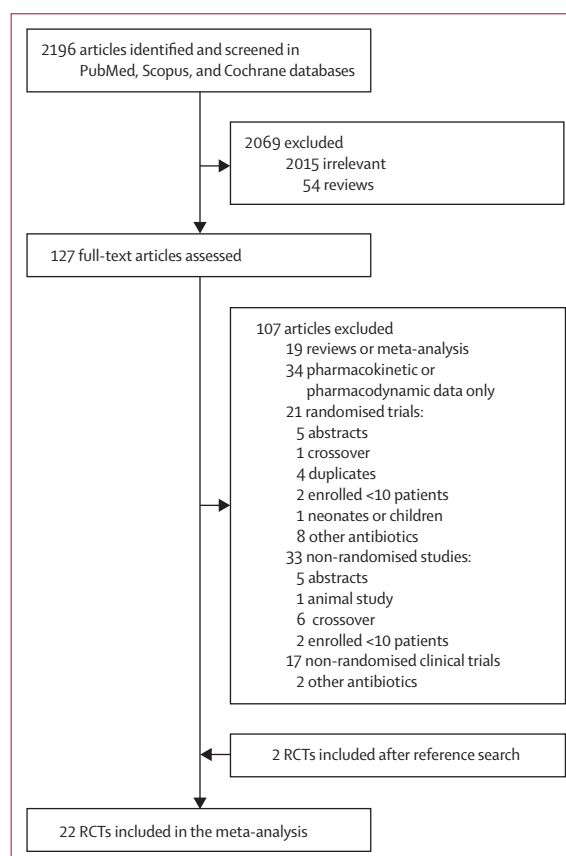 2196 articles identified and screened in
PubMed, Scopus, and Cochrane databases
2069 excluded
2015 irrelevant
54 reviews
127 full-text articles assessed
107 articles excluded
19 reviews or meta-analysis
34 pharmacokinetic or
pharmacodynamic data only
21 randomised trials:
5 abstracts
1 crossover
4 duplicates
2 enrolled <10 patients
1 neonates or children
8 other antibiotics
33 non-randomised studies:
5 abstracts
1 animal study
6 crossover
2 enrolled <10 patients
17 non-randomised clinical trials
2 other antibiotics
2 RCTs included after reference search
22 RCTs included in the meta-analysis